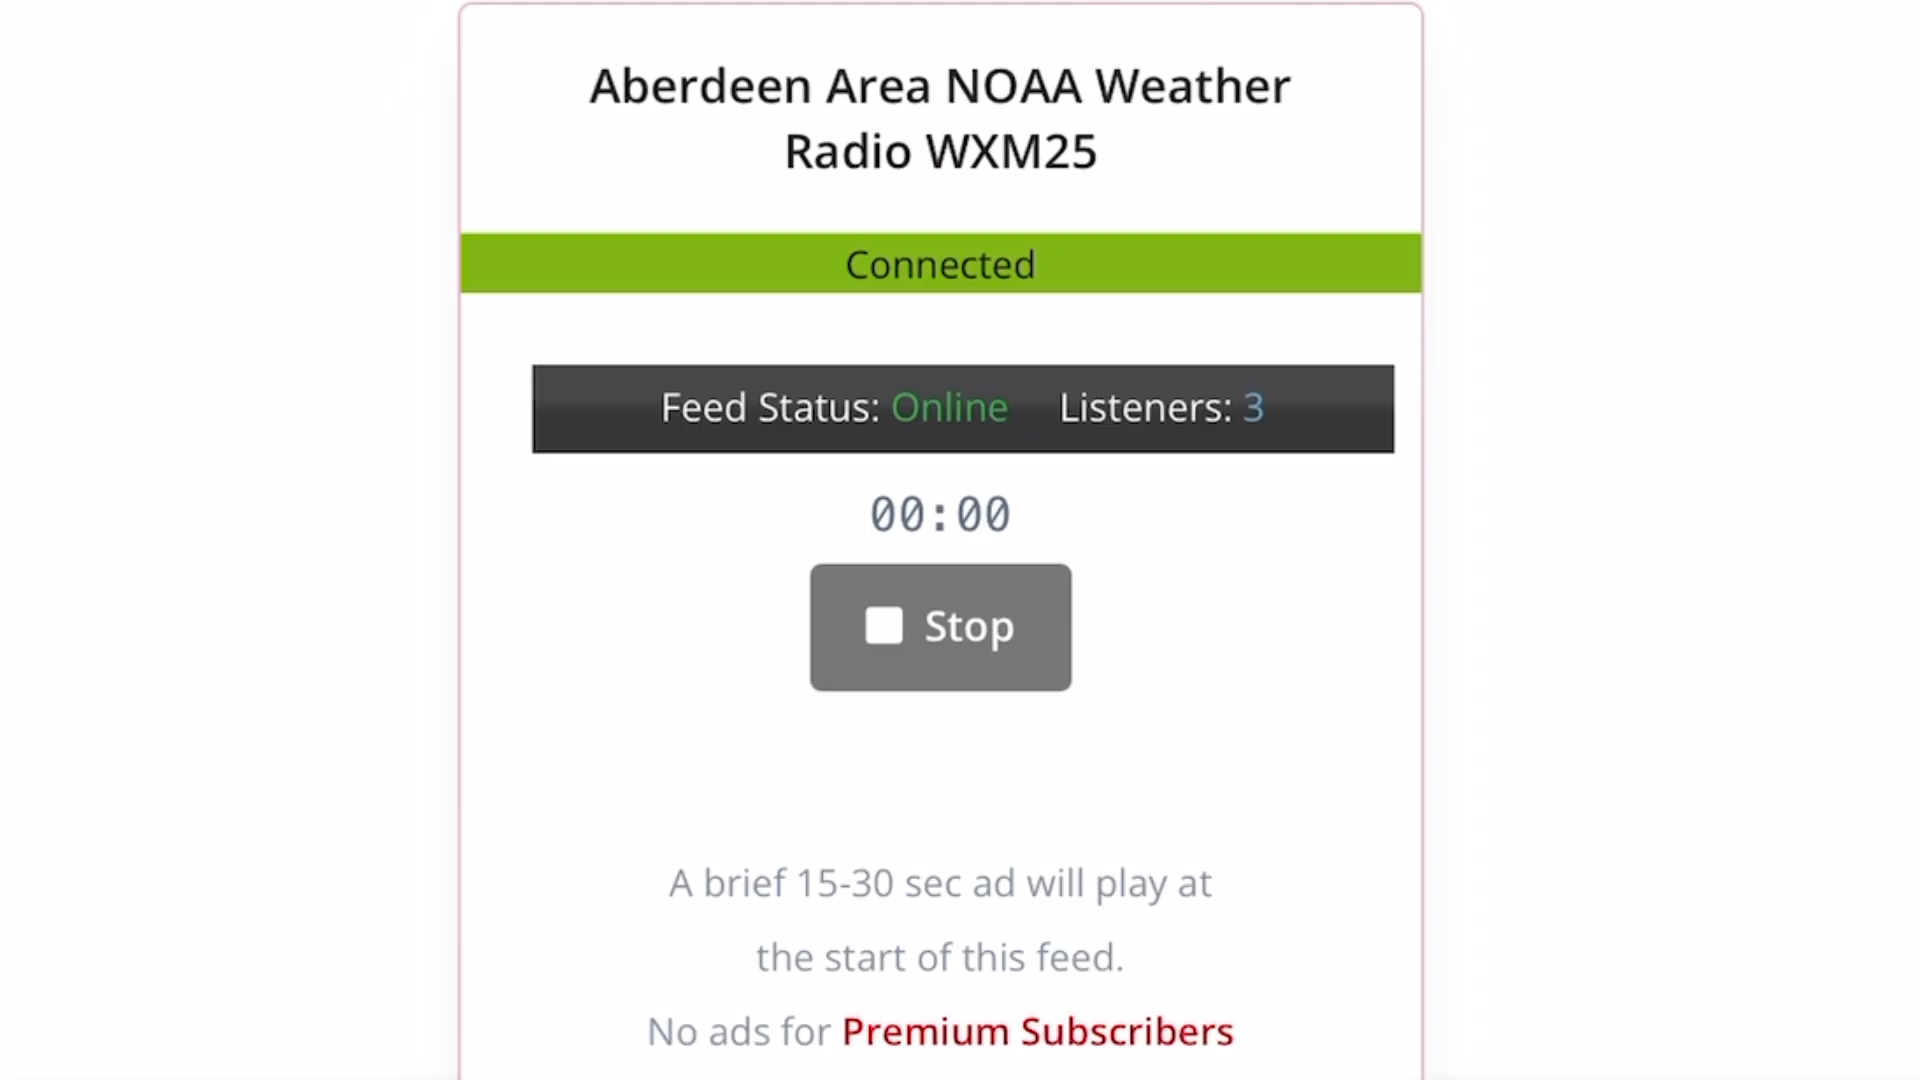 Aberdeen Area NOAA Weather
Radio WXM25
Connected
Feed Status: Online Listeners: 3
00:00
Stop
A brief 15-30 sec ad will play at
the start of this feed.
No ads for Premium Subscribers